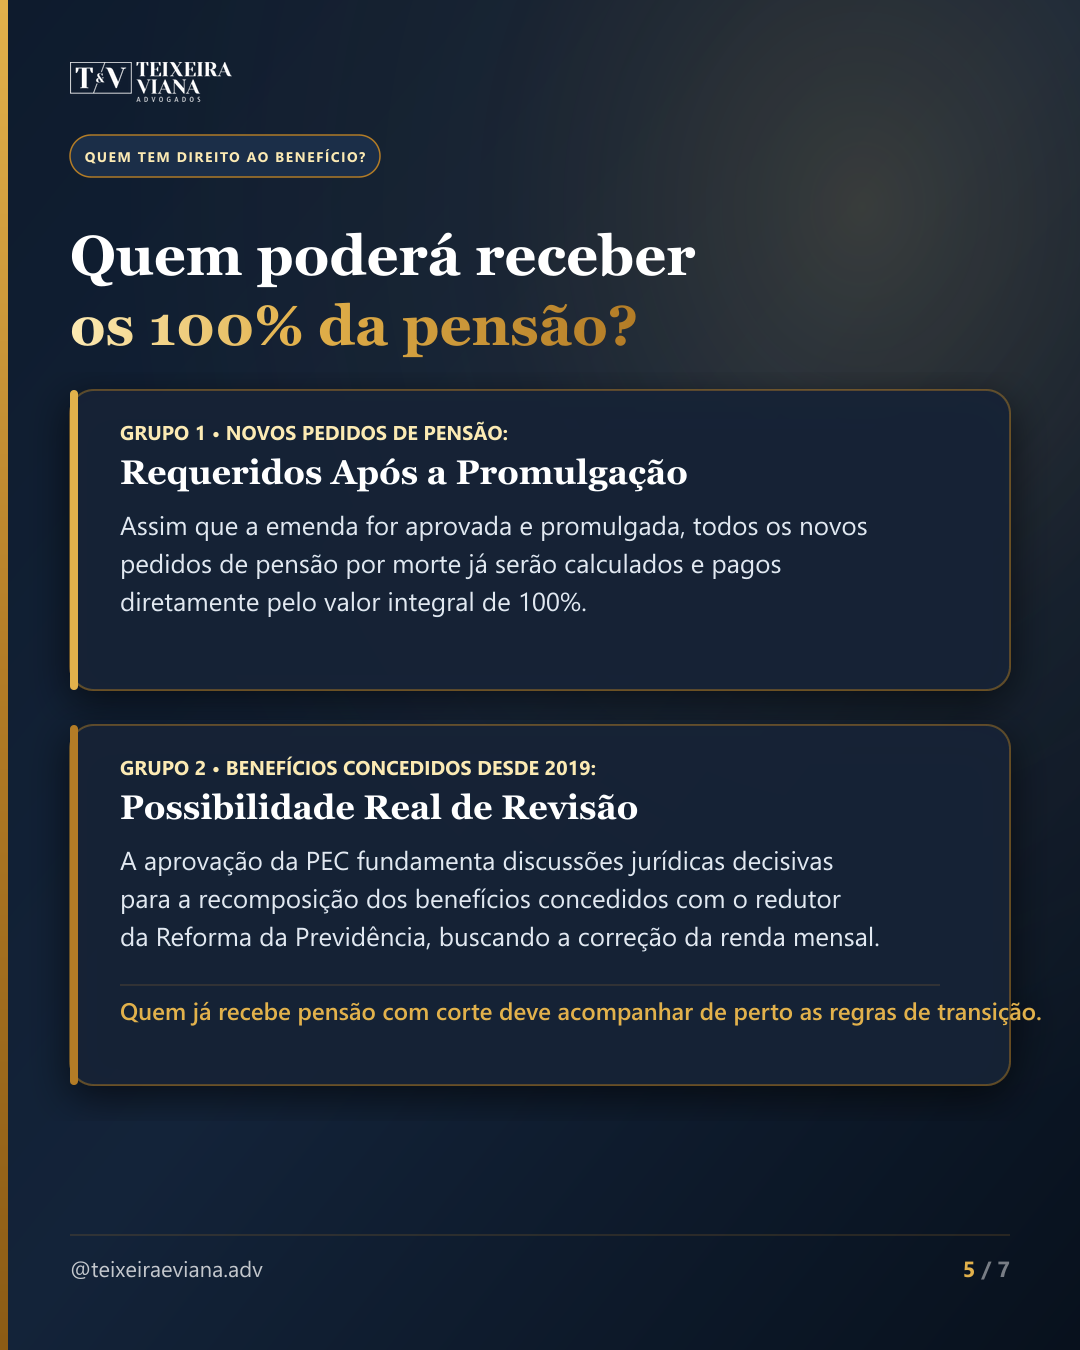 T&V TEIXEIRA
VIANA
ADVOGADOS
QUEM TEM DIREITO AO BENEFÍCIO?
Quem poderá receber
os 100% da pensão?
GRUPO 1 • NOVOS PEDIDOS DE PENSÃO:
Requeridos Após a Promulgação
Assim que a emenda for aprovada e promulgada, todos os novos
pedidos de pensão por morte já serão calculados e pagos
diretamente pelo valor integral de 100%.
GRUPO 2 • BENEFÍCIOS CONCEDIDOS DESDE 2019:
Possibilidade Real de Revisão
A aprovação da PEC fundamenta discussões jurídicas decisivas
para a recomposição dos benefícios concedidos com o redutor
da Reforma da Previdência, buscando a correção da renda mensal.
Quem já recebe pensão com corte deve acompanhar de perto as regras de transição.
@teixeiraeviana.adv
5 / 7